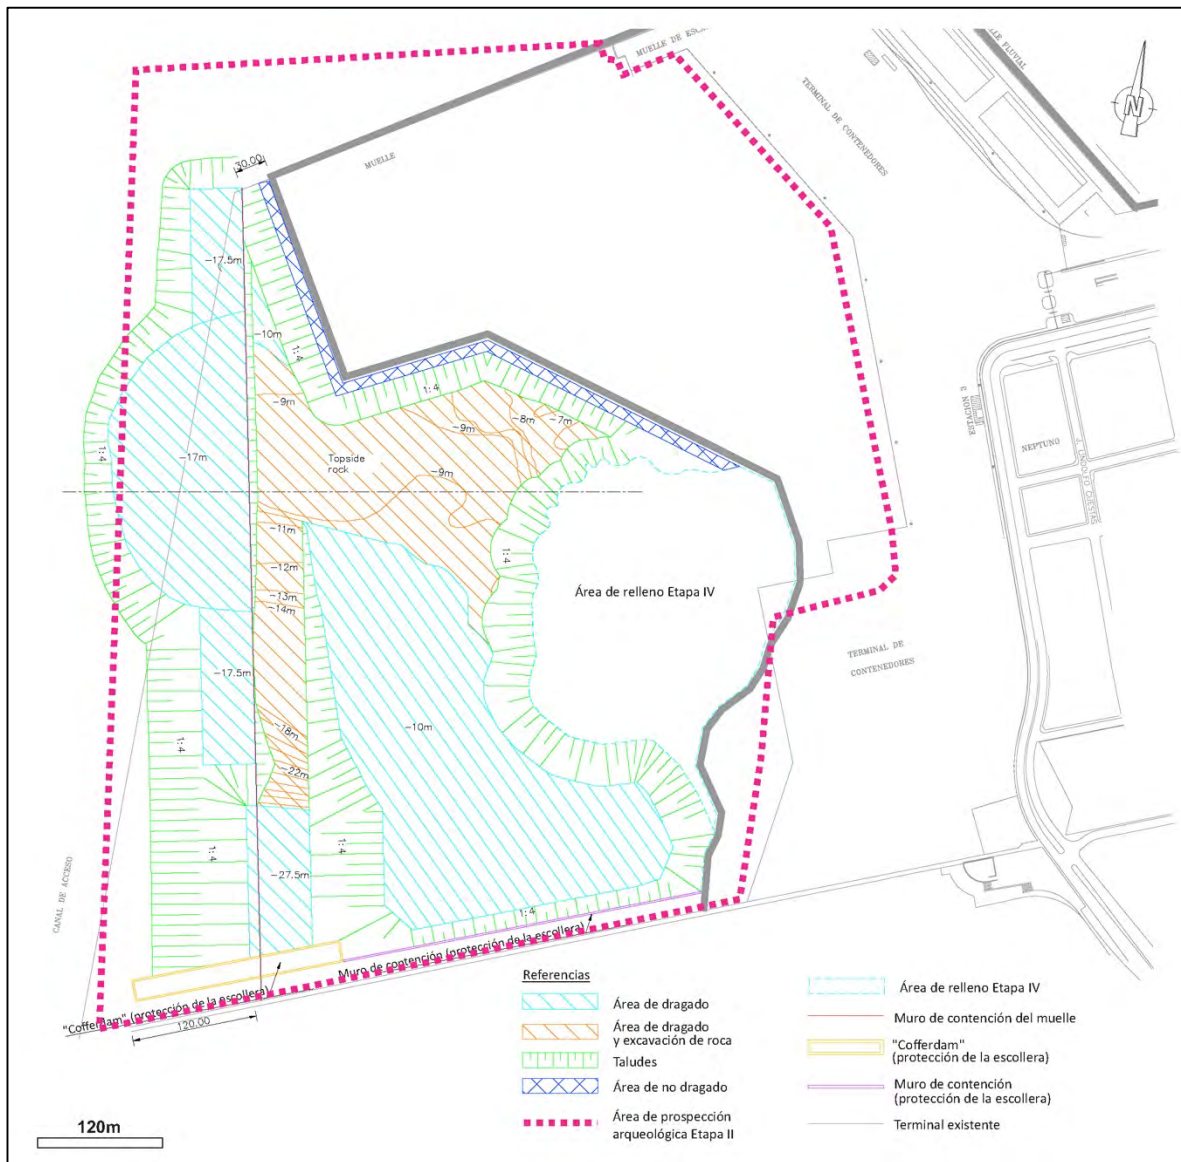 MUELLE DE
LLE FLUVIAL
TERMINAL DE CONTENEDORES
N
MUELLE
30.00
-17.5m
-10m
1:4
1:4
-9m
-8m
-7m
-9m
-9m
1:4
-17m
Topside
rock
-11m
1:4
-12m
-13m
-14m
Área de relleno Etapa IV
ESTACION
NEPTUNO
TERMINAL DE
CONTENEDORES
-17.5m
-10m
-18m
1:4
-22m
1:4
1:4
-27.5m
CANAL DE ACCESO
1:4
"Cofferdam" (protección de la escollera)
Muro de contención (protección de la escollera)
120.00
Referencias
Área de dragado
Área de dragado
y excavación de roca
Taludes
Área de no dragado
Área de prospección
arqueológica Etapa II
Área de relleno Etapa IV
Muro de contención del muelle
"Cofferdam"
(protección de la escollera)
Muro de contención
(protección de la escollera)
Terminal existente
120m